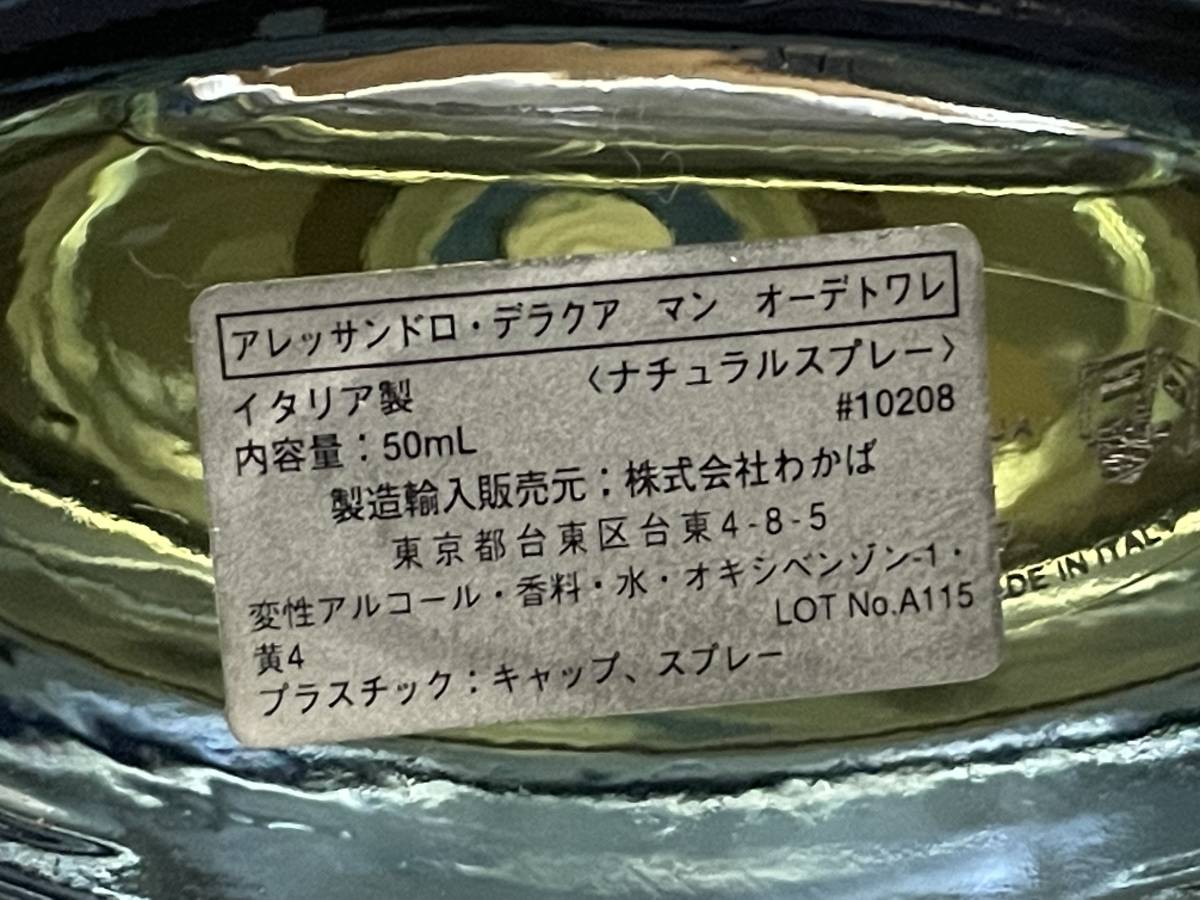 アレッサンドロ・デラクア　マン　オーデトワレ
〈ナチュラルスプレー〉
イタリア製
#10208
内容量：50mL
製造輸入販売元：株式会社わかば
東京都台東区台東4-8-5
変性アルコール・香料・水・オキシベンゾン-1・
黄4
LOT No.A115
プラスチック：キャップ、スプレー
DE IN ITALY